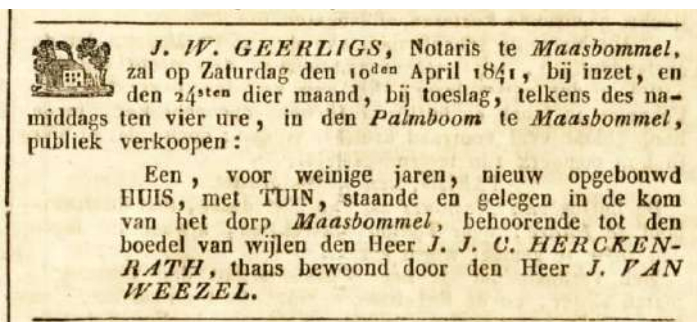 J. W. GEERLIGS, Notaris te Maasbommel,
zal op Zaturdag den 10den April 1841, bij inzet, en
den 24sten dier maand, bij toeslag, telkens des na-
middags ten vier ure, in den Palmboom te Maasbommel,
publiek verkoopen:
Een, voor weinige jaren, nieuw opgebouwd
HUIS, met TUIN, staande en gelegen in de kom
van het dorp Maasbommel, behoorende tot den
boedel van wijlen den Heer J. J. C. HERCKEN-
RATH, thans bewoond door den Heer J. VAN
WEEZEL.